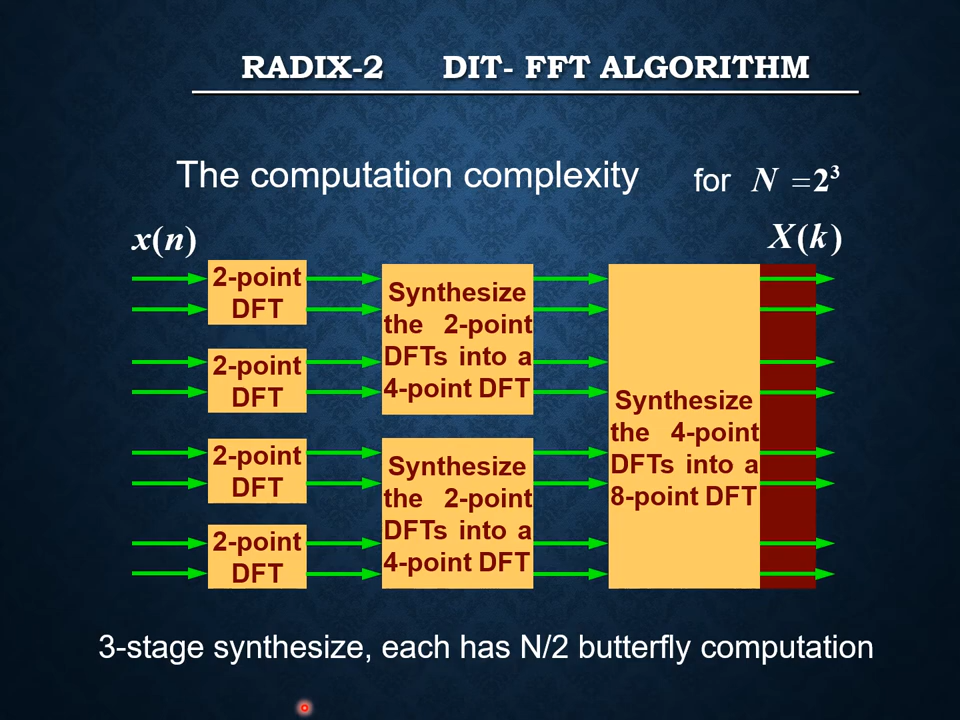 RADIX-2 DIT- FFT ALGORITHM
The computation complexity for N = 2³
x(n) X(k)
2-point
DFT
2-point
DFT
2-point
DFT
2-point
DFT
Synthesize
the 2-point
DFTs into a
4-point DFT
Synthesize
the 2-point
DFTs into a
4-point DFT
Synthesize
the 4-point
DFTs into a
8-point DFT
3-stage synthesize, each has N/2 butterfly computation